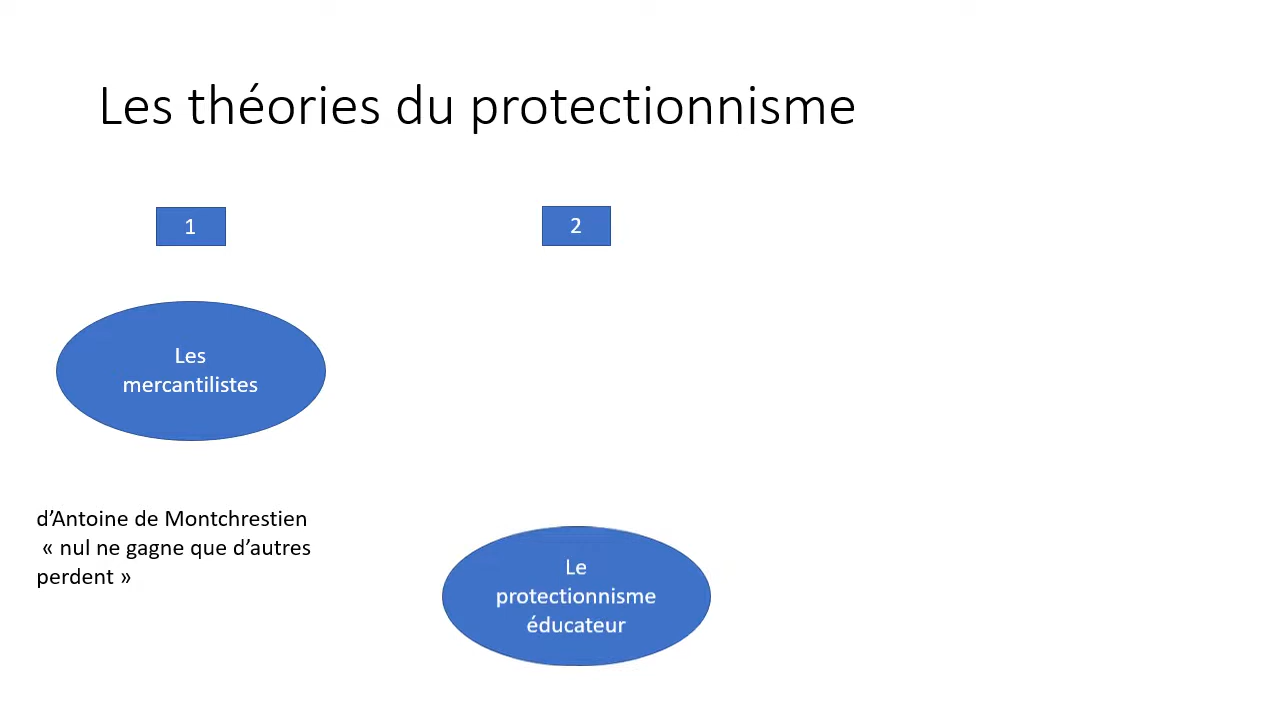 Les théories du protectionnisme
1
2
Les
mercantilistes
d’Antoine de Montchrestien
« nul ne gagne que d’autres
perdent »
Le
protectionnisme
éducateur